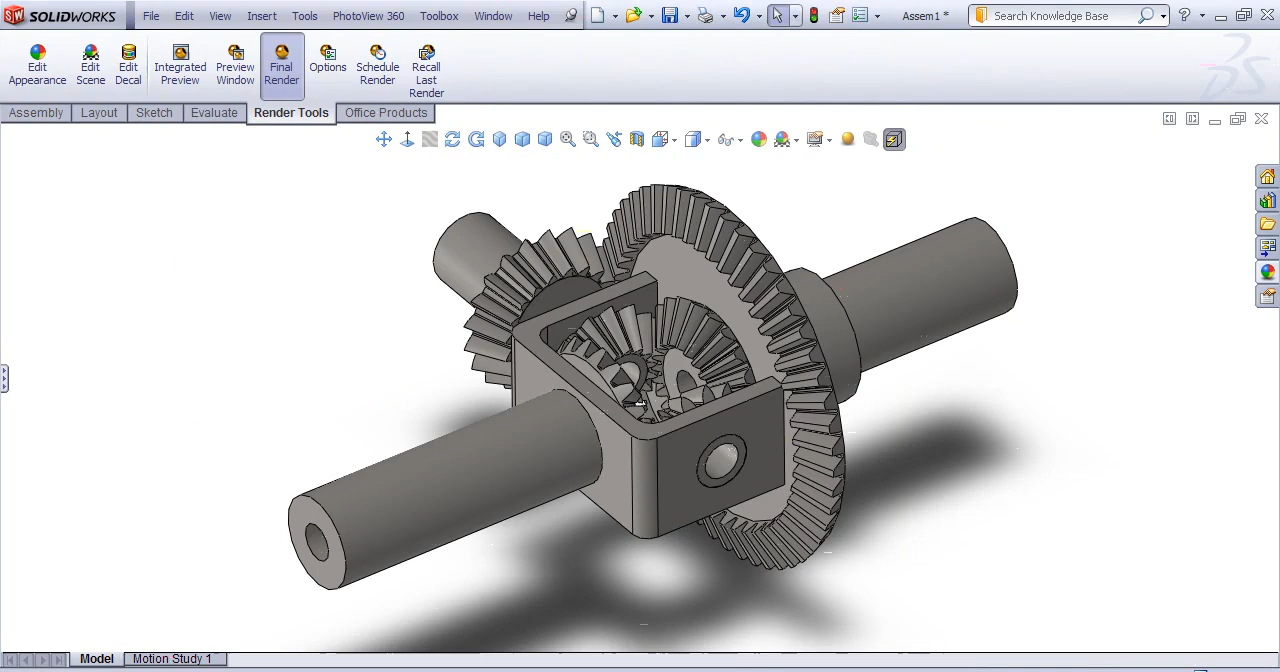 SW SOLIDWORKS File Edit View Insert Tools PhotoView 360 Toolbox Window Help Assem1 * Search Knowledge Base ?
Edit Appearance
Edit Scene
Edit Decal
Integrated Preview
Preview Window
Final Render
Options
Schedule Render
Recall Last Render
Assembly Layout Sketch Evaluate Render Tools Office Products
Model Motion Study 1